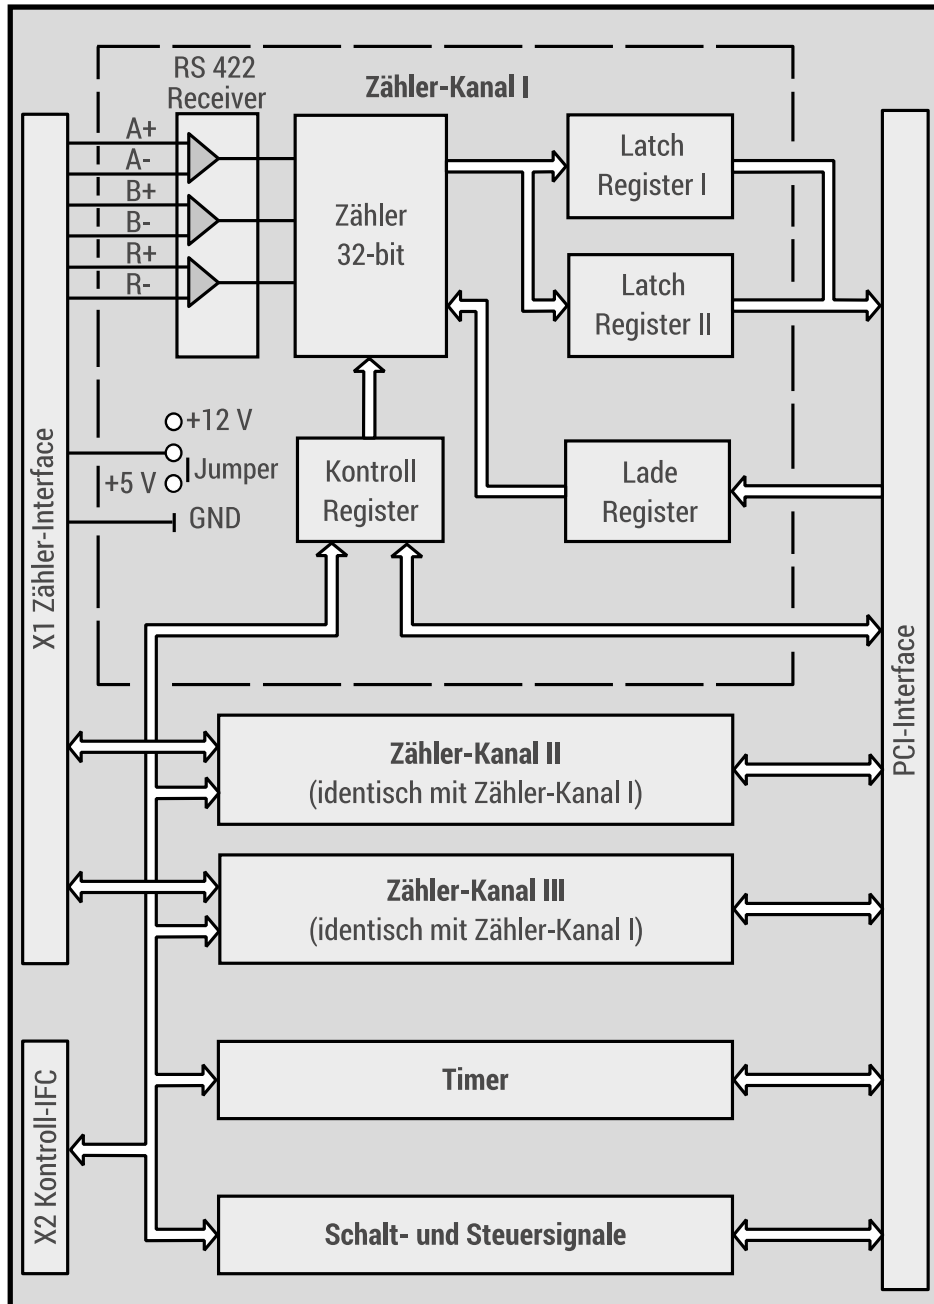 RS 422
Receiver
Zähler-Kanal I
A+
A-
B+
B-
R+
R-
Zähler
32-bit
Latch
Register I
Latch
Register II
+12 V
Jumper
+5 V
GND
Kontroll
Register
Lade
Register
X1 Zähler-Interface
PCI-Interface
Zähler-Kanal II
(identisch mit Zähler-Kanal I)
Zähler-Kanal III
(identisch mit Zähler-Kanal I)
Timer
X2 Kontroll-IFC
Schalt- und Steuersignale